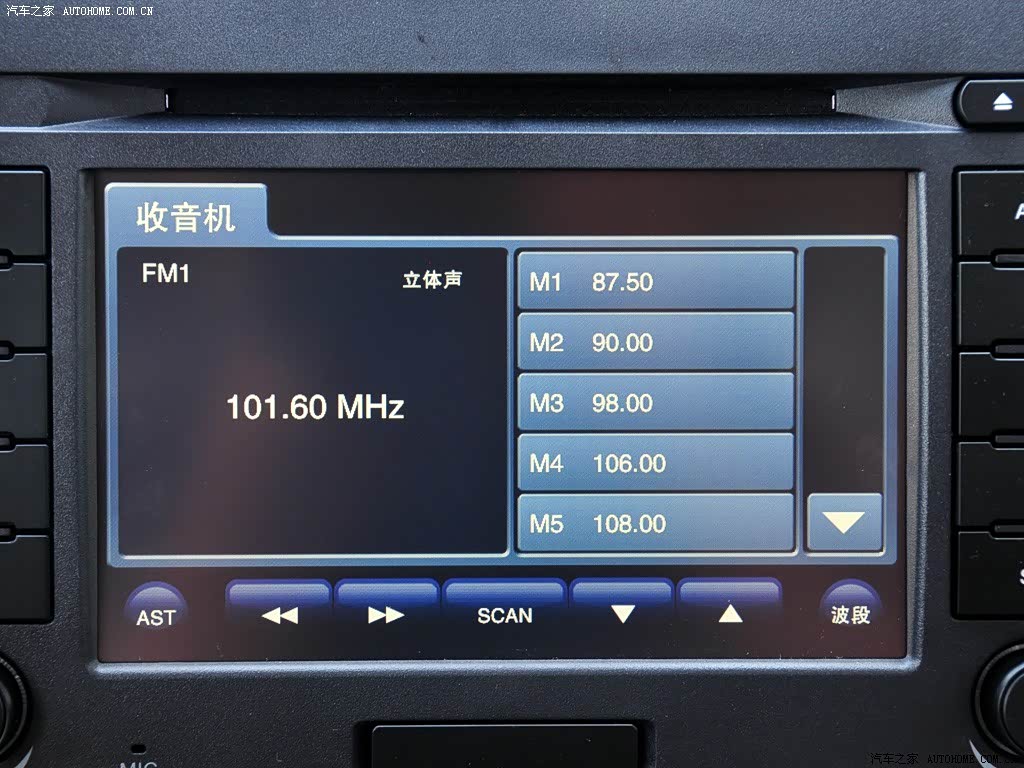 汽车之家 AUTOHOME.COM.CN
收音机
FM1 立体声
101.60 MHz
M1 87.50
M2 90.00
M3 98.00
M4 106.00
M5 108.00
AST
SCAN
波段
MIC
汽车之家 AUTOHOME.COM.CN